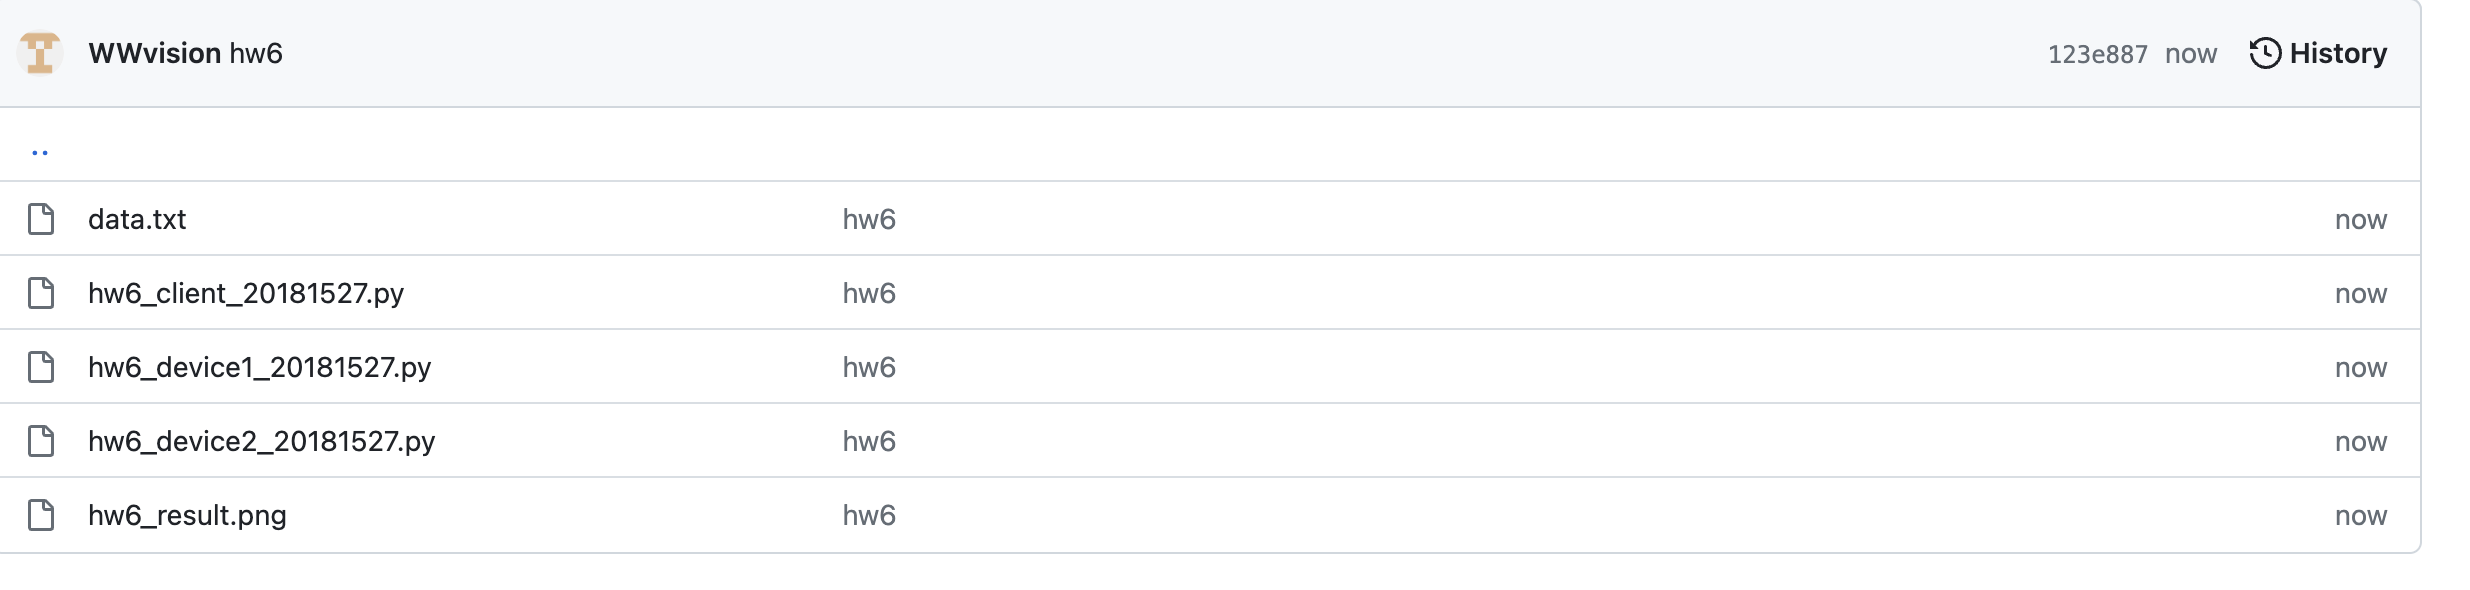 WWvision hw6 123e887 now History
..
data.txt hw6 now
hw6_client_20181527.py hw6 now
hw6_device1_20181527.py hw6 now
hw6_device2_20181527.py hw6 now
hw6_result.png hw6 now